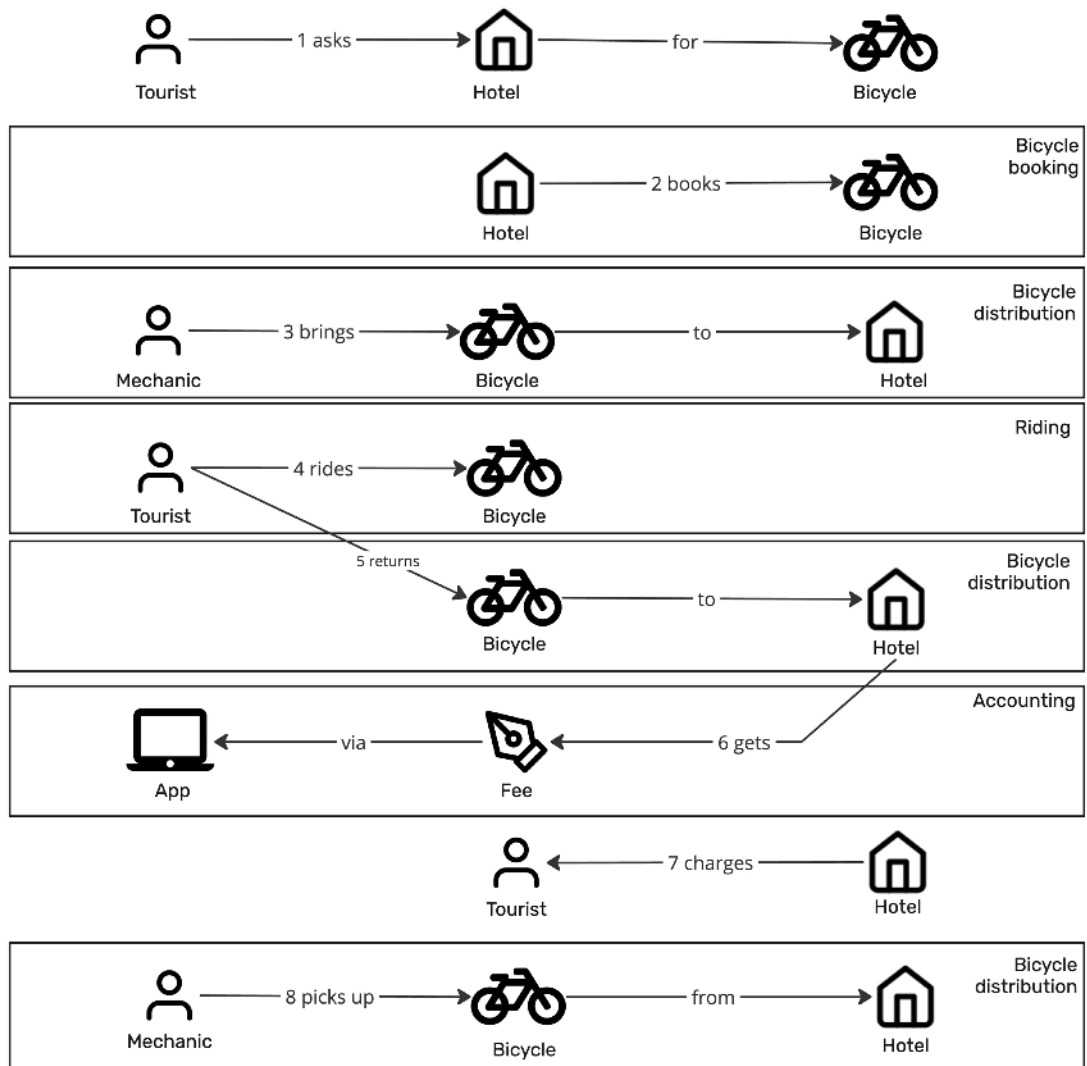 1 asks
for
Tourist
Hotel
Bicycle
Bicycle
booking
2 books
Hotel
Bicycle
Bicycle
distribution
3 brings
to
Mechanic
Bicycle
Hotel
Riding
4 rides
Tourist
Bicycle
5 returns
Bicycle
distribution
to
Bicycle
Hotel
Accounting
via
6 gets
App
Fee
7 charges
Tourist
Hotel
Bicycle
distribution
8 picks up
from
Mechanic
Bicycle
Hotel